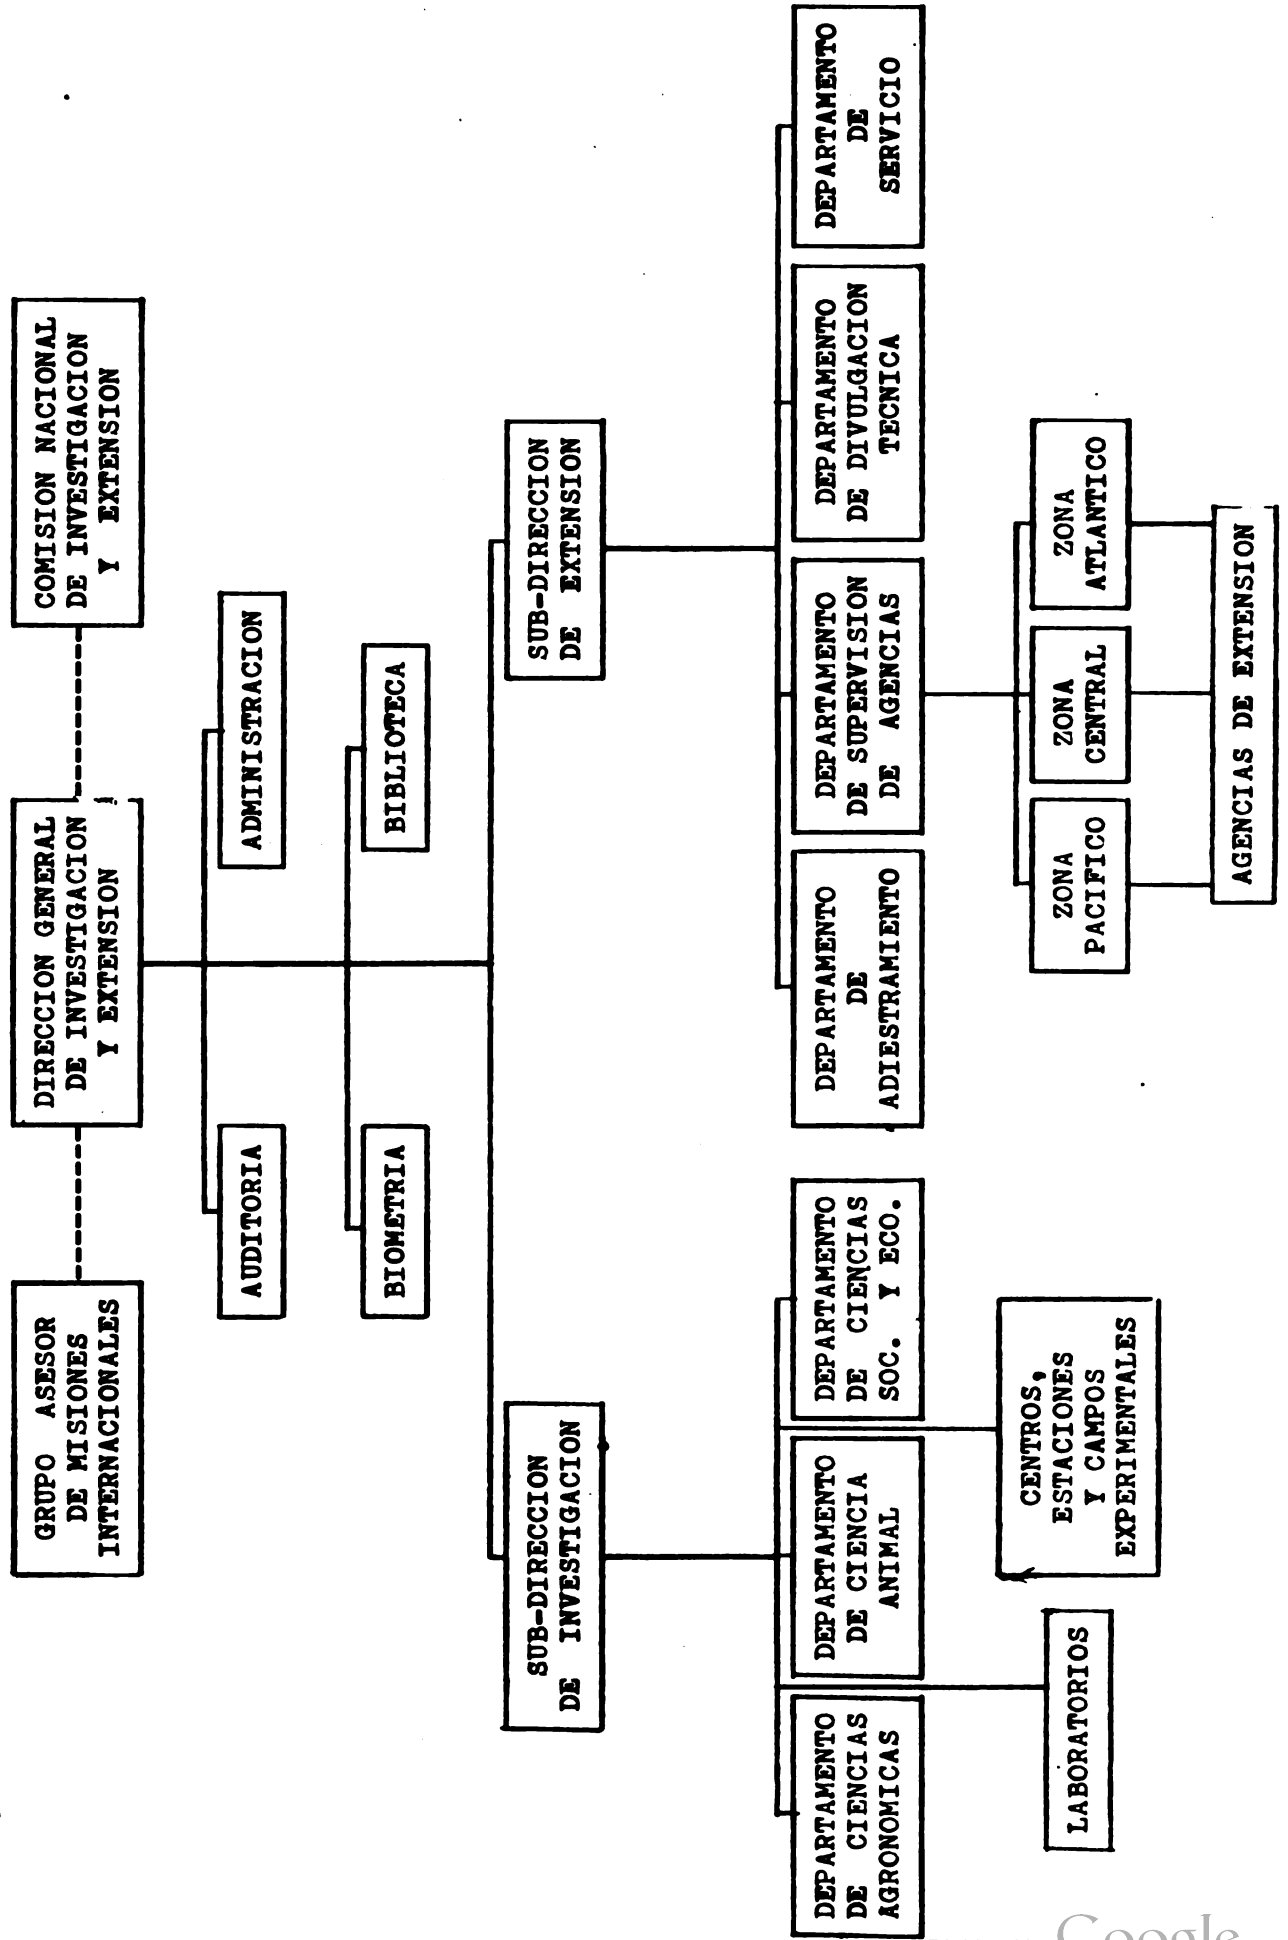 GRUPO ASESOR
DE MISIONES
INTERNACIONALES
DIRECCION GENERAL
DE INVESTIGACION
Y EXTENSION
COMISION NACIONAL
DE INVESTIGACION
Y EXTENSION
AUDITORIA
ADMINISTRACION
BIOMETRIA
BIBLIOTECA
SUB-DIRECCION
DE INVESTIGACION
SUB-DIRECCION
DE EXTENSION
DEPARTAMENTO
DE CIENCIAS
AGRONOMICAS
DEPARTAMENTO
DE CIENCIA
ANIMAL
DEPARTAMENTO
DE CIENCIAS
SOC. Y ECO.
DEPARTAMENTO
DE
ADIESTRAMIENTO
DEPARTAMENTO
DE SUPERVISION
DE AGENCIAS
DEPARTAMENTO
DE DIVULGACION
TECNICA
DEPARTAMENTO
DE
SERVICIO
LABORATORIOS
CENTROS,
ESTACIONES
Y CAMPOS
EXPERIMENTALES
ZONA
PACIFICO
ZONA
CENTRAL
ZONA
ATLANTICO
AGENCIAS DE EXTENSION
Google